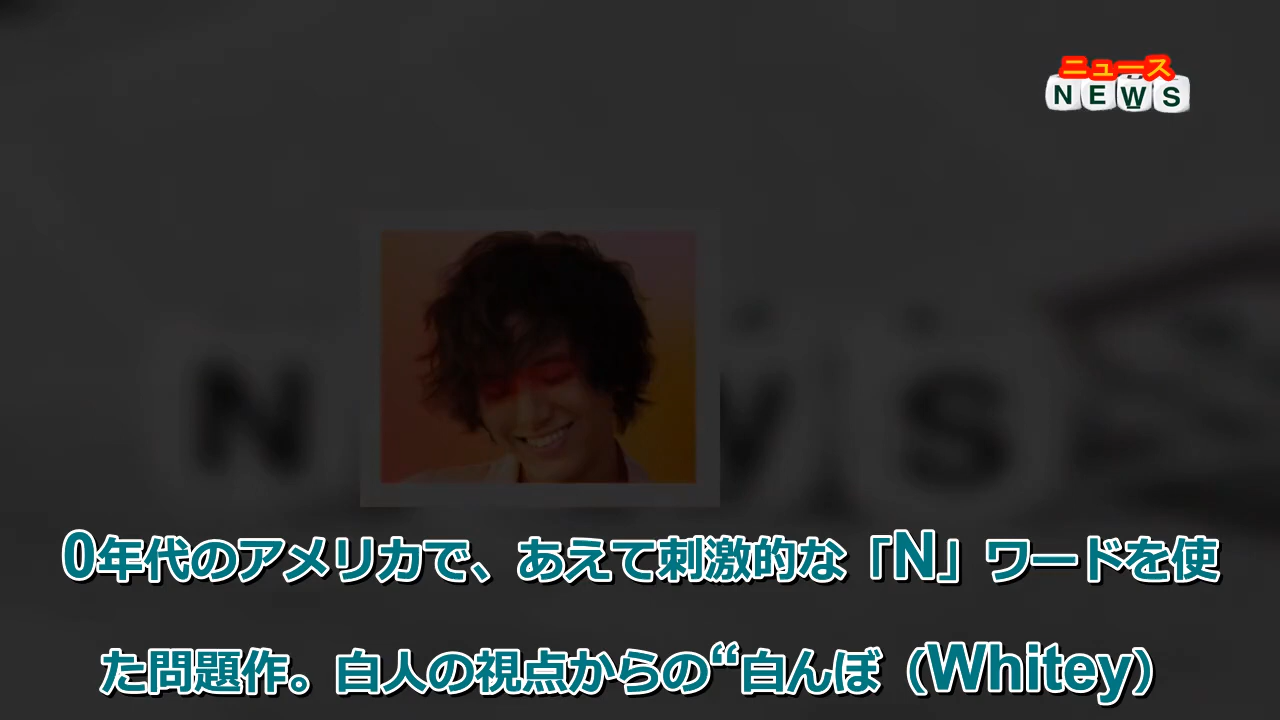 ニュース
NEWS
N W S
0年代のアメリカで、あえて刺激的な「N」ワードを使
た問題作。白人の視点からの“白んぼ（Whitey）